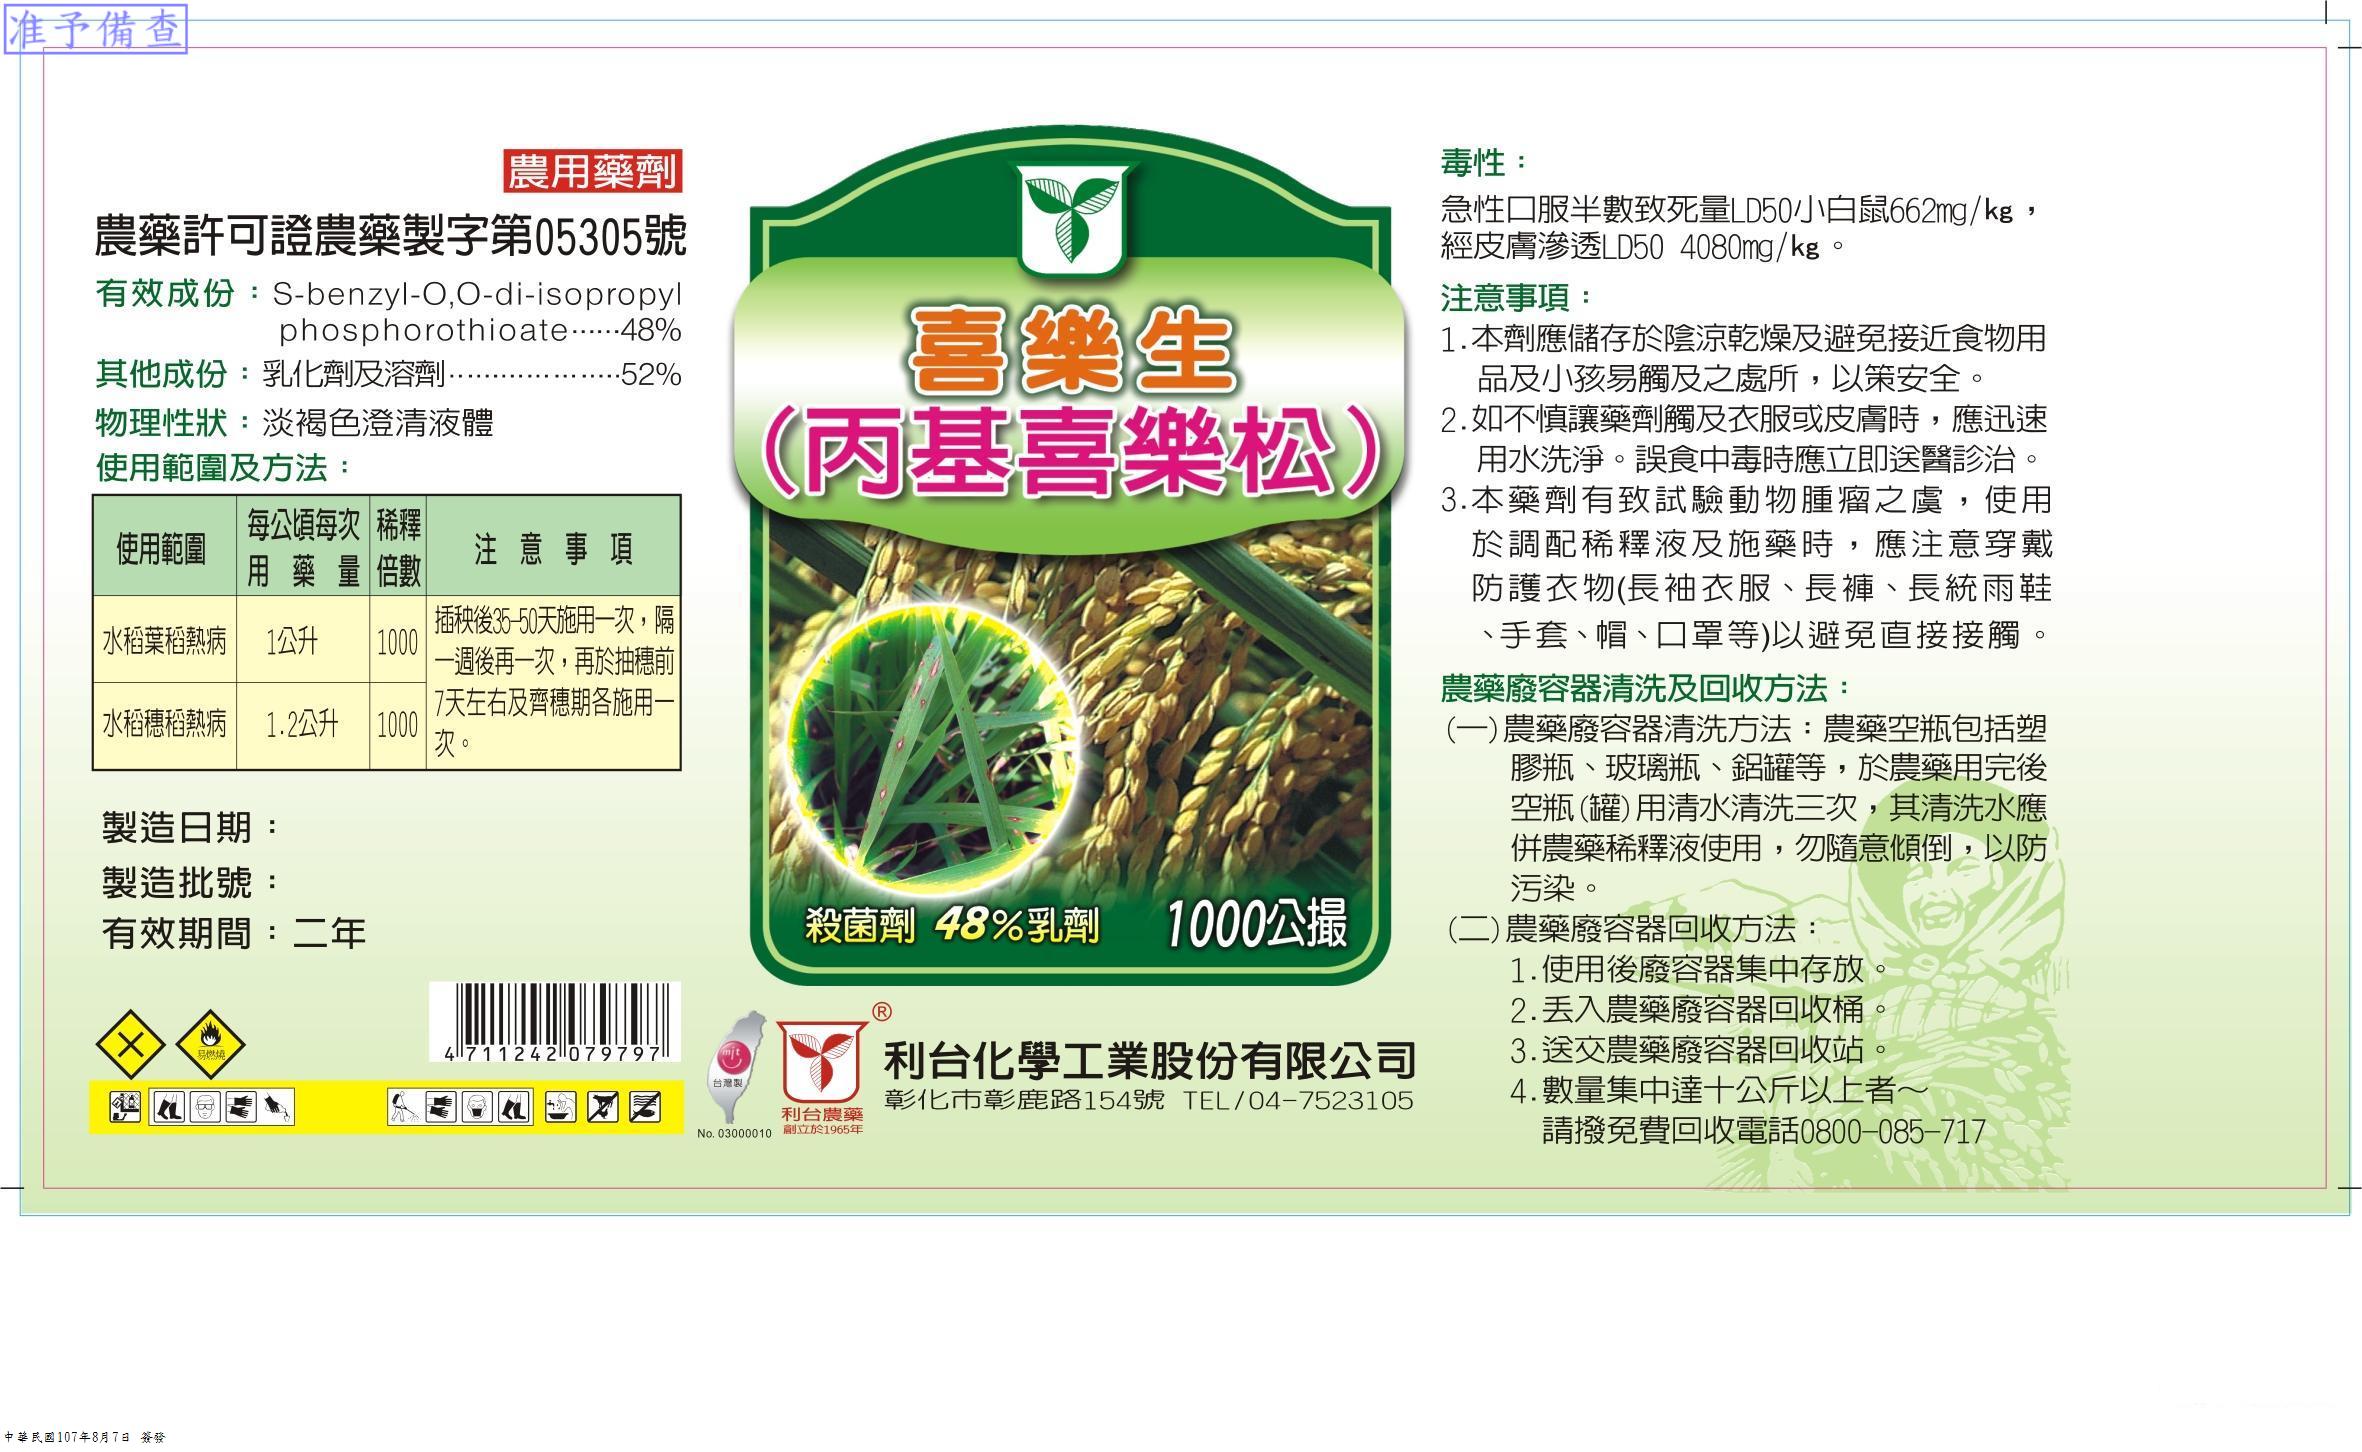 准予備查
農用藥劑
農藥許可證農藥製字第05305號
有效成份：S-benzyl-O,O-di-isopropyl
phosphorothioate……48%
其他成份：乳化劑及溶劑…………………52%
物理性狀：淡褐色澄清液體
使用範圍及方法：
使用範圍 每公頃每次用藥量 稀釋倍數 注意事項
水稻葉稻熱病 1公升 1000
水稻穗稻熱病 1.2公升 1000
插秧後35-50天施用一次，隔
一週後再一次，再於抽穗前
7天左右及齊穗期各施用一
次。
製造日期：
製造批號：
有效期間：二年
易燃燒
4 711242 079797
喜樂生
(丙基喜樂松)
殺菌劑 48%乳劑 1000公撮
mit
台灣製
No. 03000010
®
利台農藥
創立於1965年
利台化學工業股份有限公司
彰化市彰鹿路154號 TEL/04-7523105
毒性：
急性口服半數致死量LD50小白鼠662mg/kg，
經皮膚滲透LD50 4080mg/kg。
注意事項：
1.本劑應儲存於陰涼乾燥及避免接近食物用
品及小孩易觸及之處所，以策安全。
2.如不慎讓藥劑觸及衣服或皮膚時，應迅速
用水洗淨。誤食中毒時應立即送醫診治。
3.本藥劑有致試驗動物腫瘤之虞，使用
於調配稀釋液及施藥時，應注意穿戴
防護衣物(長袖衣服、長褲、長統雨鞋
、手套、帽、口罩等)以避免直接接觸。
農藥廢容器清洗及回收方法：
(一)農藥廢容器清洗方法：農藥空瓶包括塑
膠瓶、玻璃瓶、鋁罐等，於農藥用完後
空瓶(罐)用清水清洗三次，其清洗水應
併農藥稀釋液使用，勿隨意傾倒，以防
污染。
(二)農藥廢容器回收方法：
1.使用後廢容器集中存放。
2.丟入農藥廢容器回收桶。
3.送交農藥廢容器回收站。
4.數量集中達十公斤以上者～
請撥免費回收電話0800-085-717
中華民國107年8月7日 簽發